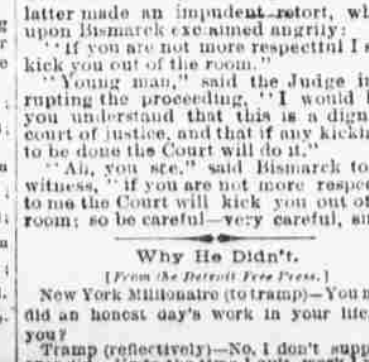 latter made an impudent retort, wh
upon Bismarck exclaimed angrily:
"If you are not more respectful I s
kick you out of the room."
"Young man," said the Judge in
rupting the proceeding, "I would h
you understand that this is a dign
court of justice, and that if any kickin
to be done the Court will do it."
"Ah, you see," said Bismarck to
witness, "if you are not more respec
to me the Court will kick you out of
room; so be careful—very careful, si
Why He Didn't.
[From the Detroit Free Press.]
New York Millionaire (to tramp)—You n
did an honest day's work in your life,
you?
Tramp (reflectively)—No, I don't supp